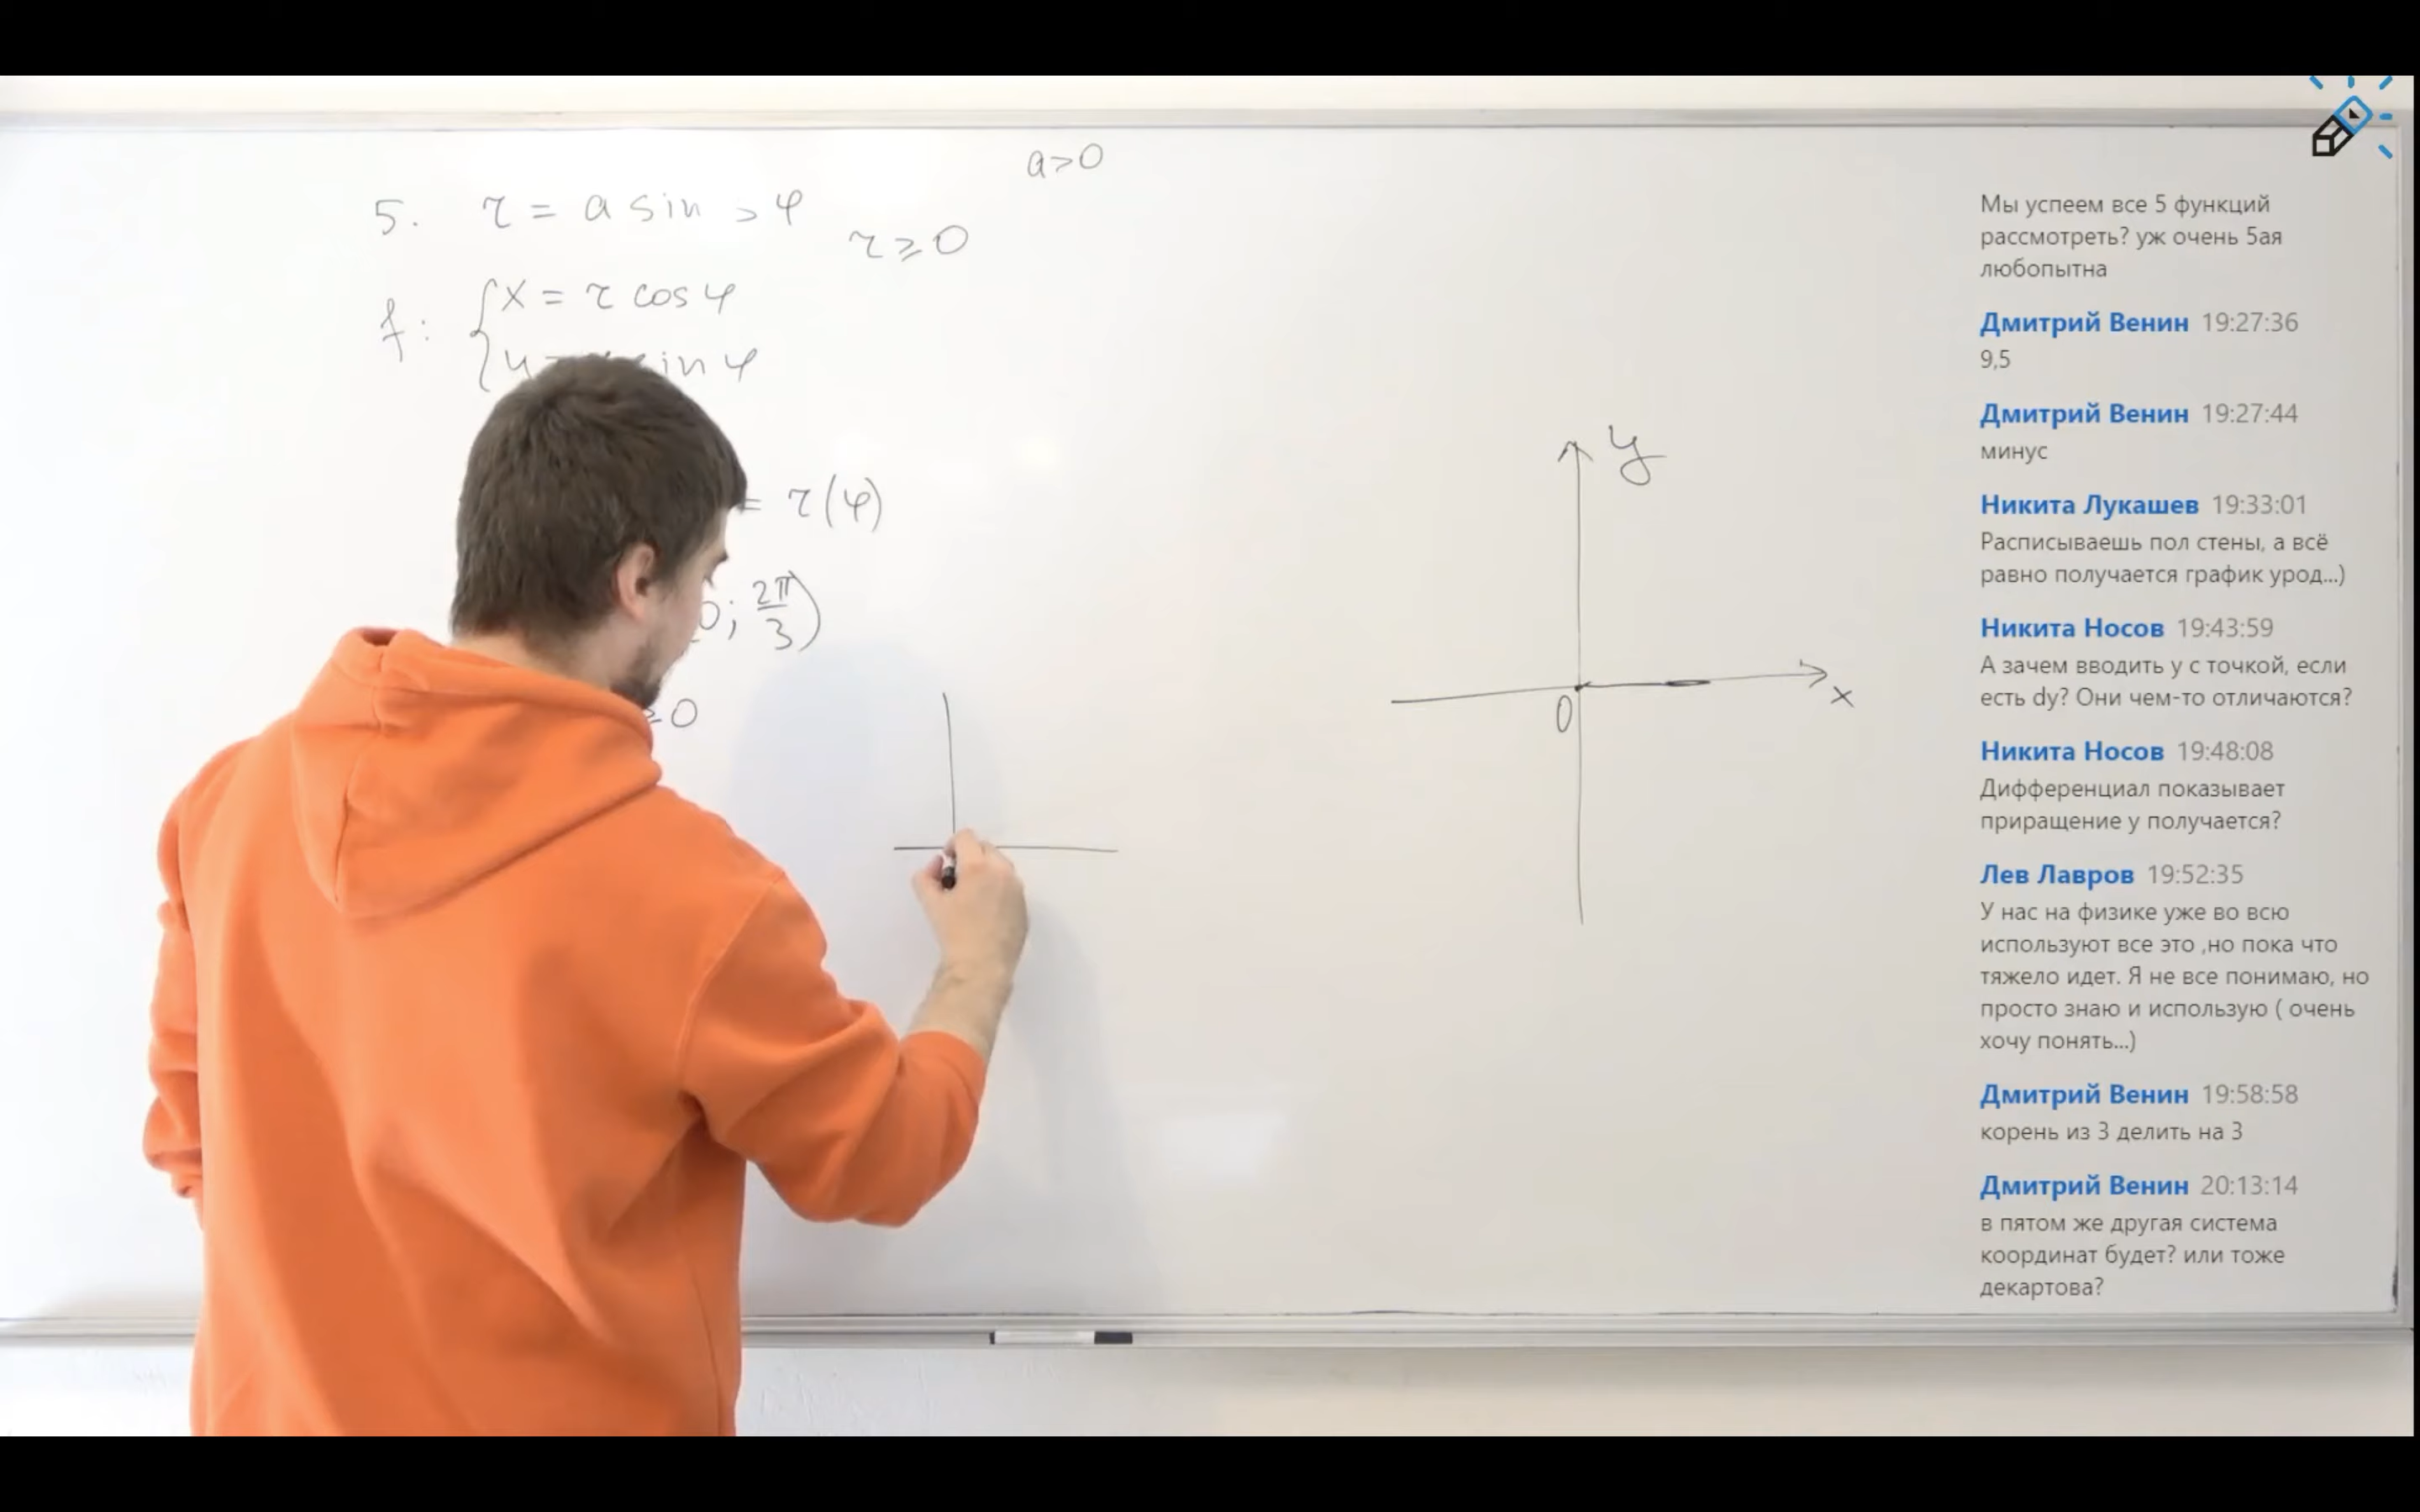 a>0
5. r = a sin 3φ
r⩾0
f: { x = r cos φ
y = in φ
= r(φ)
0; 2π/3)
⩾0
y
0
x
Мы успеем все 5 функций
рассмотреть? уж очень 5ая
любопытна
Дмитрий Венин 19:27:36
9,5
Дмитрий Венин 19:27:44
минус
Никита Лукашев 19:33:01
Расписываешь пол стены, а всё
равно получается график урод...)
Никита Носов 19:43:59
А зачем вводить у с точкой, если
есть dy? Они чем-то отличаются?
Никита Носов 19:48:08
Дифференциал показывает
приращение у получается?
Лев Лавров 19:52:35
У нас на физике уже во всю
используют все это ,но пока что
тяжело идет. Я не все понимаю, но
просто знаю и использую ( очень
хочу понять...)
Дмитрий Венин 19:58:58
корень из 3 делить на 3
Дмитрий Венин 20:13:14
в пятом же другая система
координат будет? или тоже
декартова?